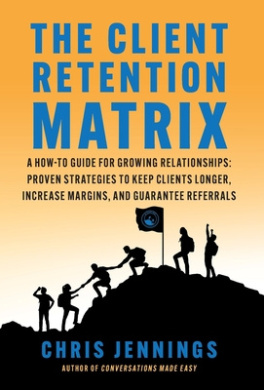 THE CLIENT
RETENTION
MATRIX
A HOW-TO GUIDE FOR GROWING RELATIONSHIPS:
PROVEN STRATEGIES TO KEEP CLIENTS LONGER,
INCREASE MARGINS, AND GUARANTEE REFERRALS
CHRIS JENNINGS
AUTHOR OF CONVERSATIONS MADE EASY